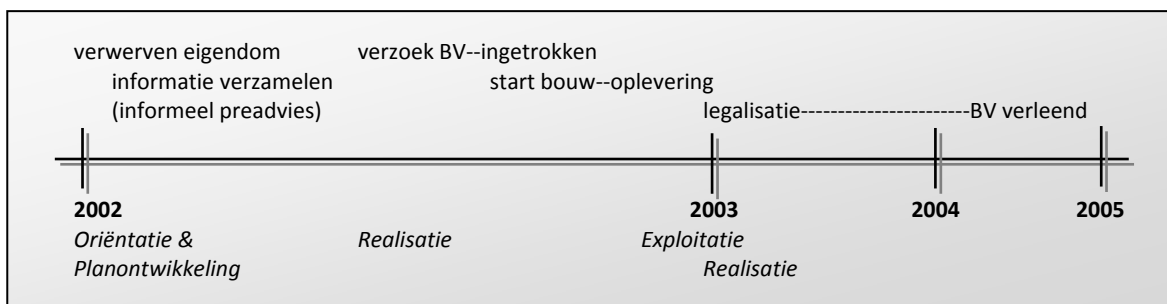 verwerven eigendom verzoek BV--ingetrokken
informatie verzamelen start bouw--oplevering
(informeel preadvies) legalisatie-----------------------BV verleend
2002 2003 2004 2005
Oriëntatie & Realisatie Exploitatie
Planontwikkeling Realisatie